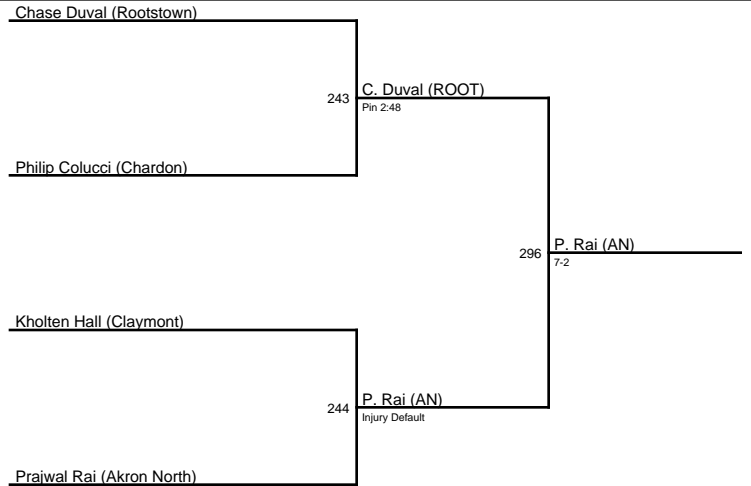 Chase Duval (Rootstown)
243
C. Duval (ROOT)
Pin 2:48
Philip Colucci (Chardon)
296
P. Rai (AN)
7-2
Kholten Hall (Claymont)
244
P. Rai (AN)
Injury Default
Prajwal Rai (Akron North)